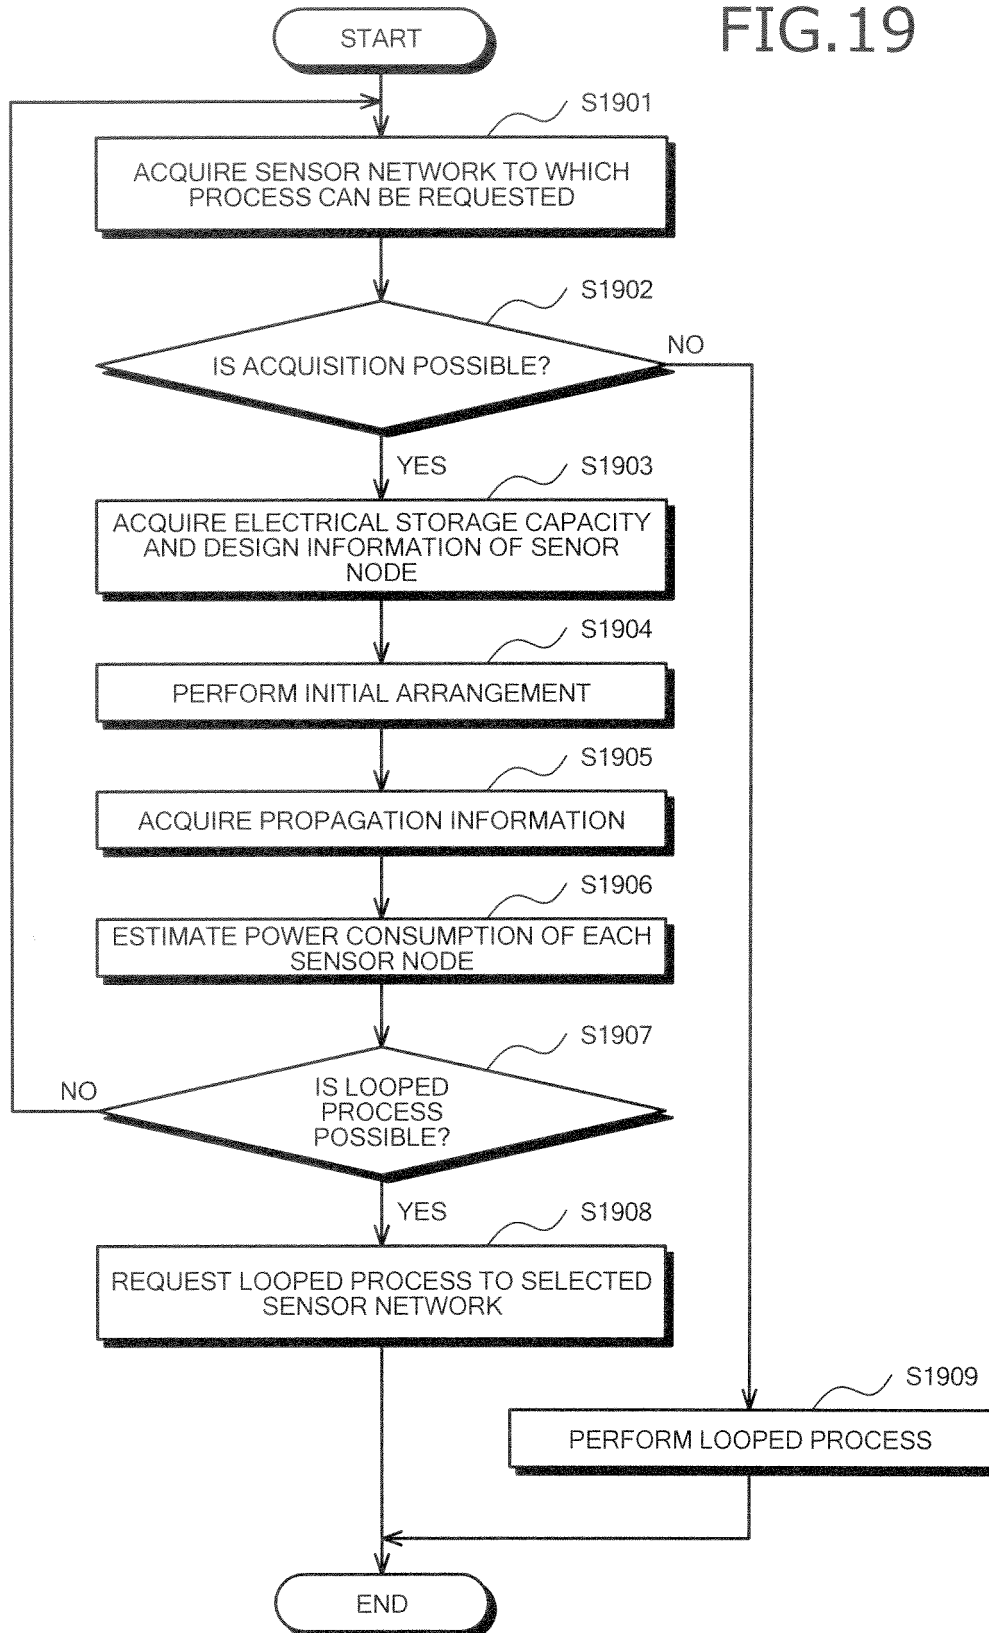 FIG.19
START
S1901
ACQUIRE SENSOR NETWORK TO WHICH
PROCESS CAN BE REQUESTED
S1902
IS ACQUISITION POSSIBLE?
NO
YES
S1903
ACQUIRE ELECTRICAL STORAGE CAPACITY
AND DESIGN INFORMATION OF SENOR
NODE
S1904
PERFORM INITIAL ARRANGEMENT
S1905
ACQUIRE PROPAGATION INFORMATION
S1906
ESTIMATE POWER CONSUMPTION OF EACH
SENSOR NODE
S1907
NO
IS LOOPED
PROCESS
POSSIBLE?
YES
S1908
REQUEST LOOPED PROCESS TO SELECTED
SENSOR NETWORK
S1909
PERFORM LOOPED PROCESS
END